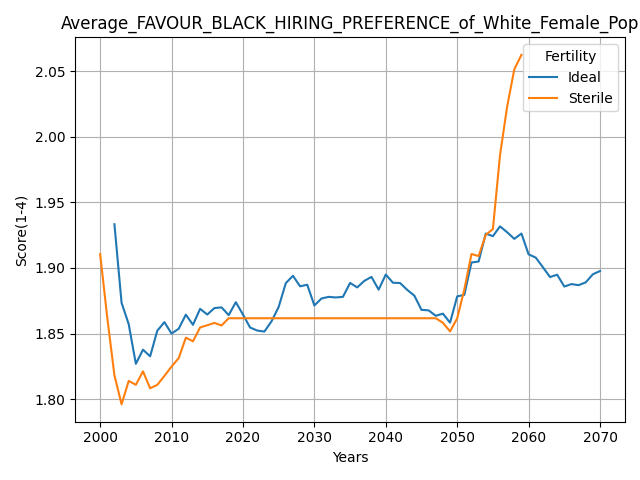 Average_FAVOUR_BLACK_HIRING_PREFERENCE_of_White_Female_Pop
Fertility
Ideal
Sterile
Score(1-4)
2.05
2.00
1.95
1.90
1.85
1.80
2000 2010 2020 2030 2040 2050 2060 2070
Years